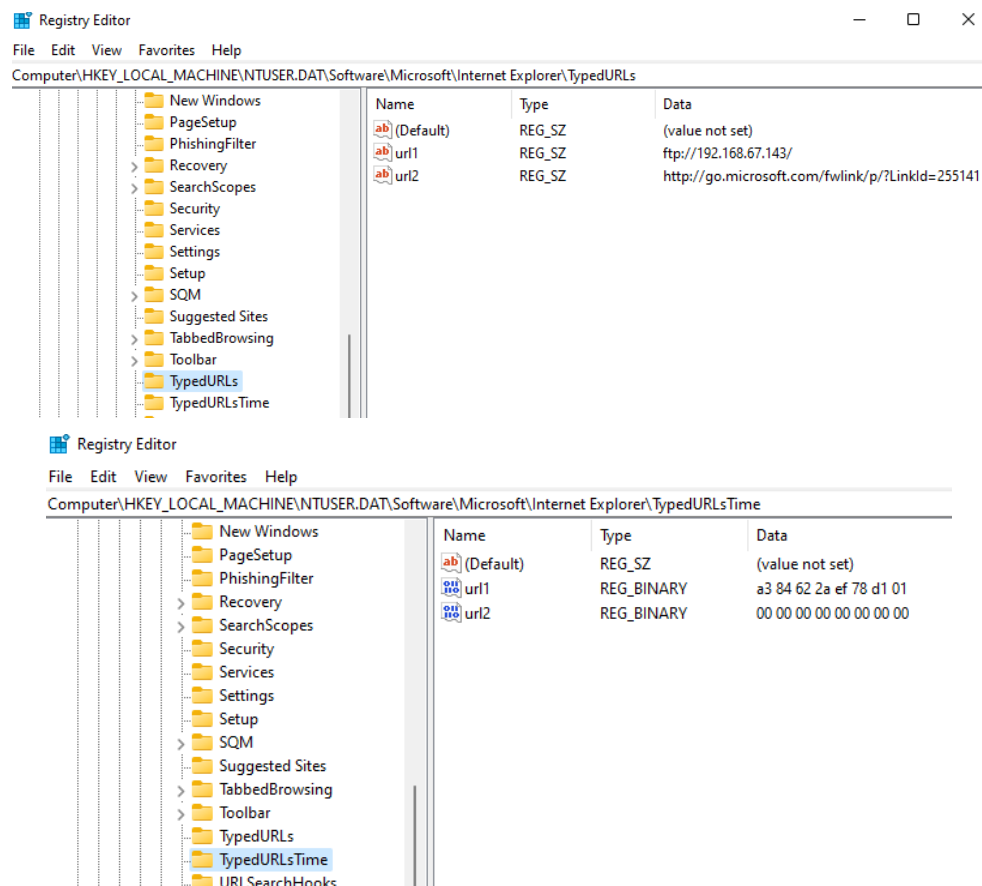 Registry Editor
File Edit View Favorites Help
Computer\HKEY_LOCAL_MACHINE\NTUSER.DAT\Software\Microsoft\Internet Explorer\TypedURLs
New Windows
PageSetup
PhishingFilter
Recovery
SearchScopes
Security
Services
Settings
Setup
SQM
Suggested Sites
TabbedBrowsing
Toolbar
TypedURLs
TypedURLsTime
Name Type Data
ab (Default) REG_SZ (value not set)
ab url1 REG_SZ ftp://192.168.67.143/
ab url2 REG_SZ http://go.microsoft.com/fwlink/p/?LinkId=255141
Registry Editor
File Edit View Favorites Help
Computer\HKEY_LOCAL_MACHINE\NTUSER.DAT\Software\Microsoft\Internet Explorer\TypedURLsTime
New Windows
PageSetup
PhishingFilter
Recovery
SearchScopes
Security
Services
Settings
Setup
SQM
Suggested Sites
TabbedBrowsing
Toolbar
TypedURLs
TypedURLsTime
URLSearchHooks
Name Type Data
ab (Default) REG_SZ (value not set)
url1 REG_BINARY a3 84 62 2a ef 78 d1 01
url2 REG_BINARY 00 00 00 00 00 00 00 00